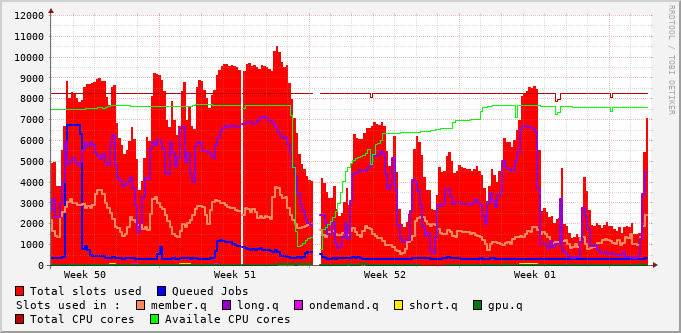 12000
11000
10000
9000
8000
7000
6000
5000
4000
3000
2000
1000
0
Week 50 Week 51 Week 52 Week 01
RRDTOOL / TOBI OETIKER
Total slots used Queued Jobs
Slots used in : member.q long.q ondemand.q short.q gpu.q
Total CPU cores Availale CPU cores